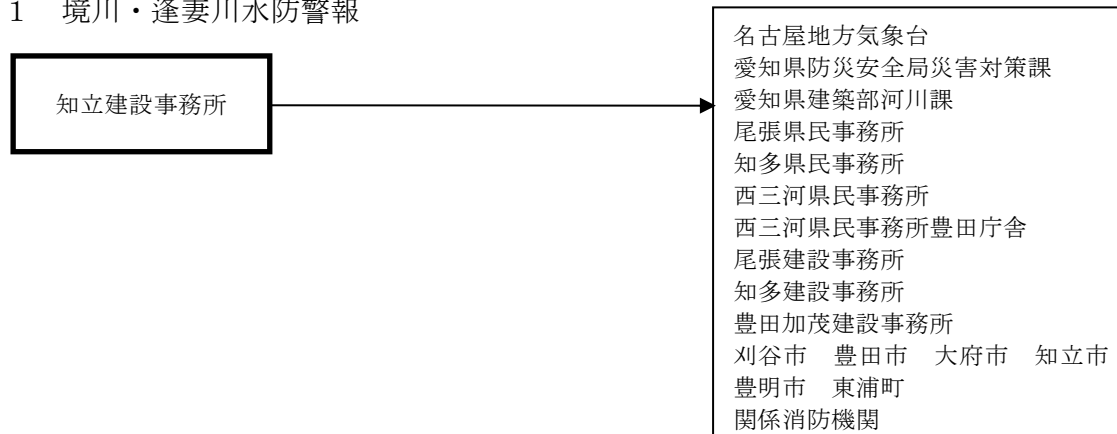 1　境川・逢妻川水防警報
知立建設事務所
名古屋地方気象台
愛知県防災安全局災害対策課
愛知県建築部河川課
尾張県民事務所
知多県民事務所
西三河県民事務所
西三河県民事務所豊田庁舎
尾張建設事務所
知多建設事務所
豊田加茂建設事務所
刈谷市　豊田市　大府市　知立市
豊明市　東浦町
関係消防機関